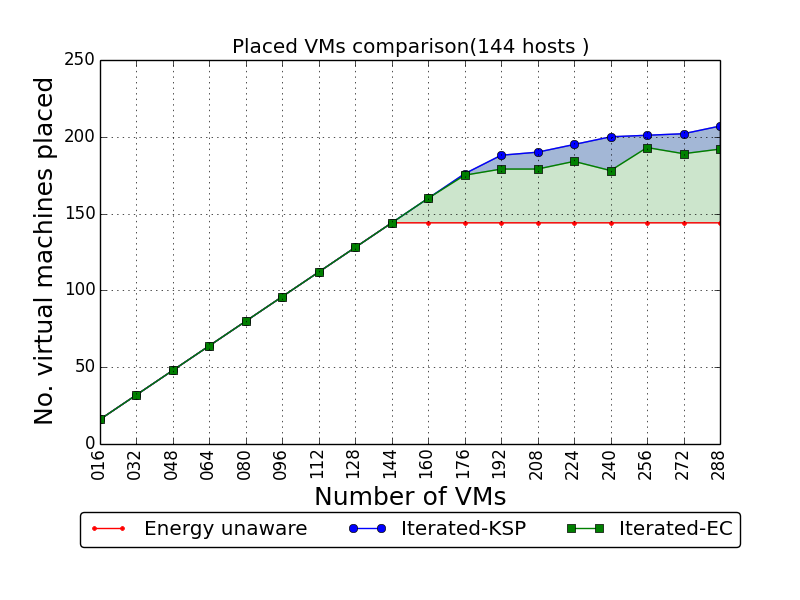 Placed VMs comparison(144 hosts )
250
200
150
100
50
0
No. virtual machines placed
016 032 048 064 080 096 112 128 144 160 176 192 208 224 240 256 272 288
Number of VMs
Energy unaware Iterated-KSP Iterated-EC